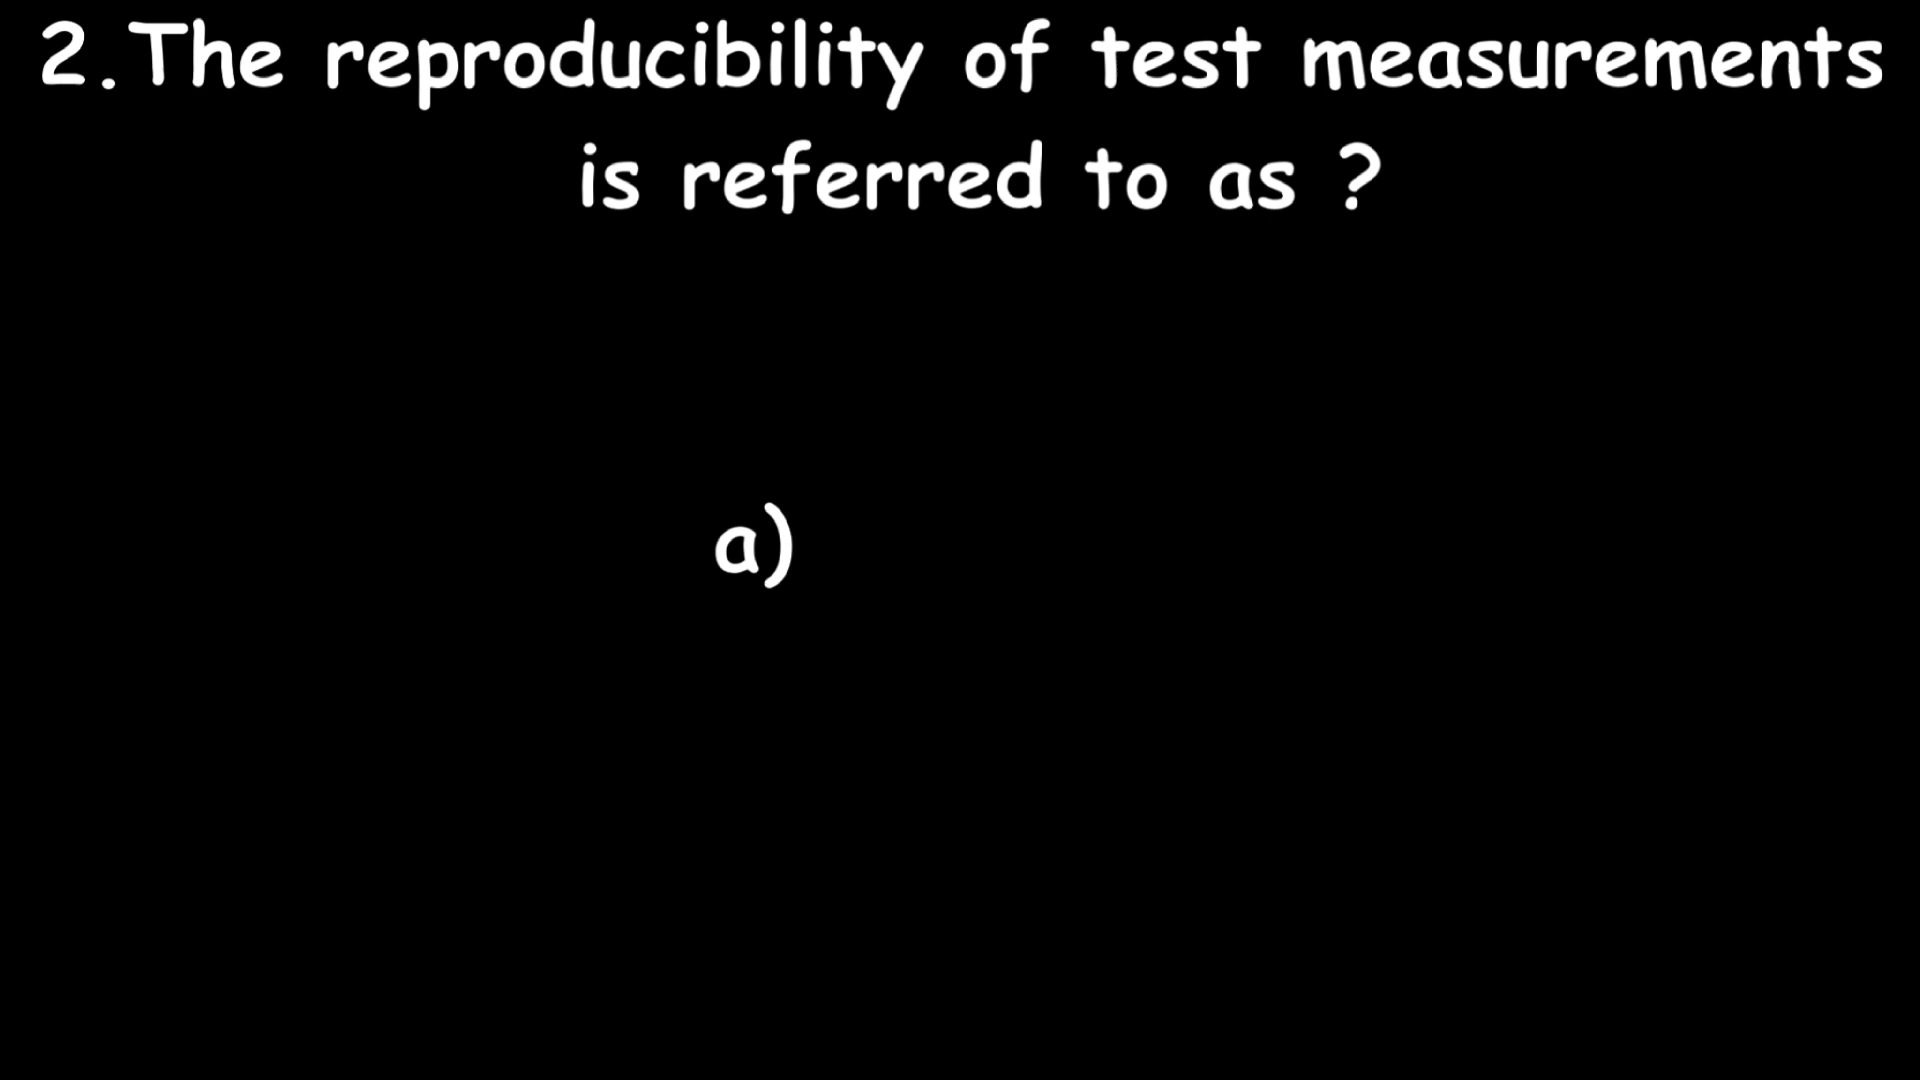 2.The reproducibility of test measurements
is referred to as ?
a)